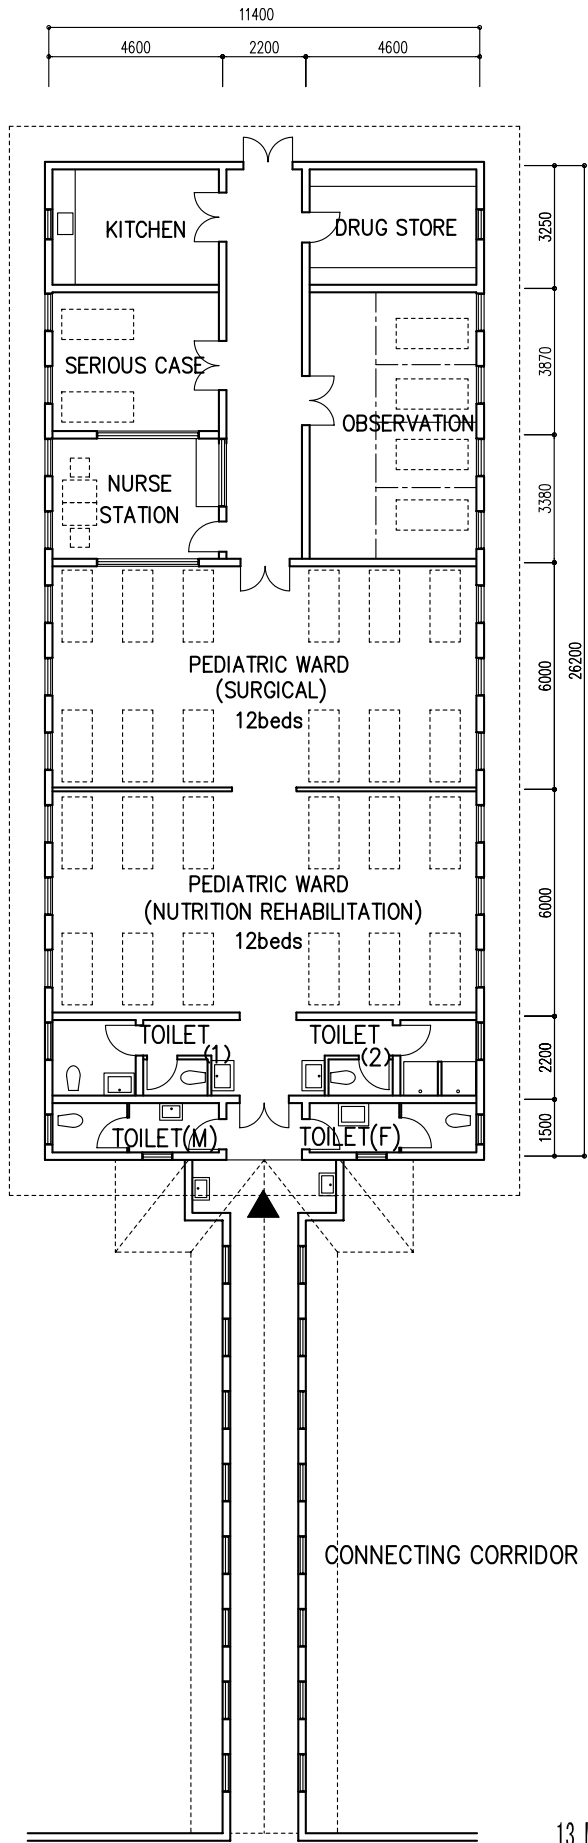 11400
4600
2200
4600
KITCHEN
DRUG STORE
3250
SERIOUS CASE
3870
OBSERVATION
NURSE
STATION
3380
PEDIATRIC WARD
(SURGICAL)
12beds
6000
26200
PEDIATRIC WARD
(NUTRITION REHABILITATION)
12beds
6000
TOILET
(1)
TOILET
(2)
2200
TOILET(M)
TOILET(F)
1500
CONNECTING CORRIDOR
13